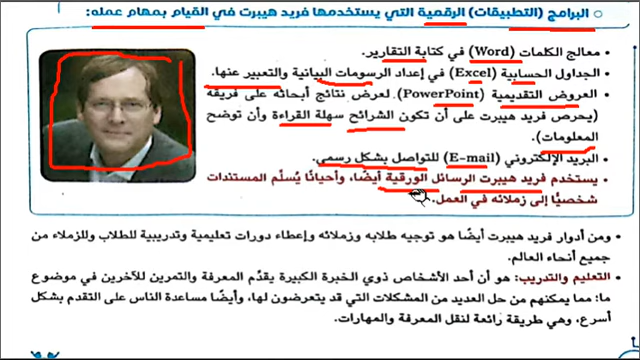 ○ البرامج (التطبيقات) الرقمية التي يستخدمها فريد هيبرت في القيام بمهام عمله:
• معالج الكلمات (Word) في كتابة التقارير.
• الجداول الحسابية (Excel) في إعداد الرسومات البيانية والتعبير عنها.
• العروض التقديمية (PowerPoint) لعرض نتائج أبحاثه على فريقه
(يحرص فريد هيبرت على أن تكون الشرائح سهلة القراءة وأن توضح
المعلومات).
• البريد الإلكتروني (E-mail) للتواصل بشكل رسمي.
• يستخدم فريد هيبرت الرسائل الورقية أيضًا، وأحيانًا يُسلّم المستندات
شخصيًّا إلى زملائه في العمل.
• ومن أدوار فريد هيبرت أيضًا هو توجيه طلابه وزملائه وإعطاء دورات تعليمية وتدريبية للطلاب وللزملاء من
جميع أنحاء العالم.
• التعليم والتدريب: هو أن أحد الأشخاص ذوي الخبرة الكبيرة يقدّم المعرفة والتمرين للآخرين في موضوع
ما؛ مما يمكنهم من حل العديد من المشكلات التي قد يتعرضون لها، وأيضًا مساعدة الناس على التقدم بشكل
أسرع، وهي طريقة رائعة لنقل المعرفة والمهارات.